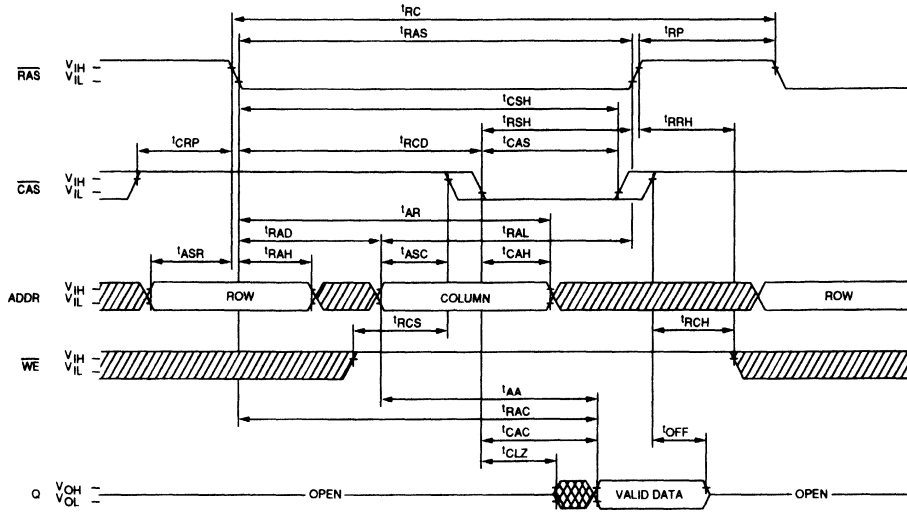 tRC
tRAS
tRP
RAS VIH
VIL
tCSH
tRSH
tRRH
tCRP
tRCD
tCAS
CAS VIH
VIL
tAR
tRAD
tRAL
tASR
tRAH
tASC
tCAH
ADDR VIH
VIL
ROW
COLUMN
ROW
tRCS
tRCH
WE VIH
VIL
tAA
tRAC
tCAC
tOFF
tCLZ
Q VOH
VOL
OPEN
VALID DATA
OPEN